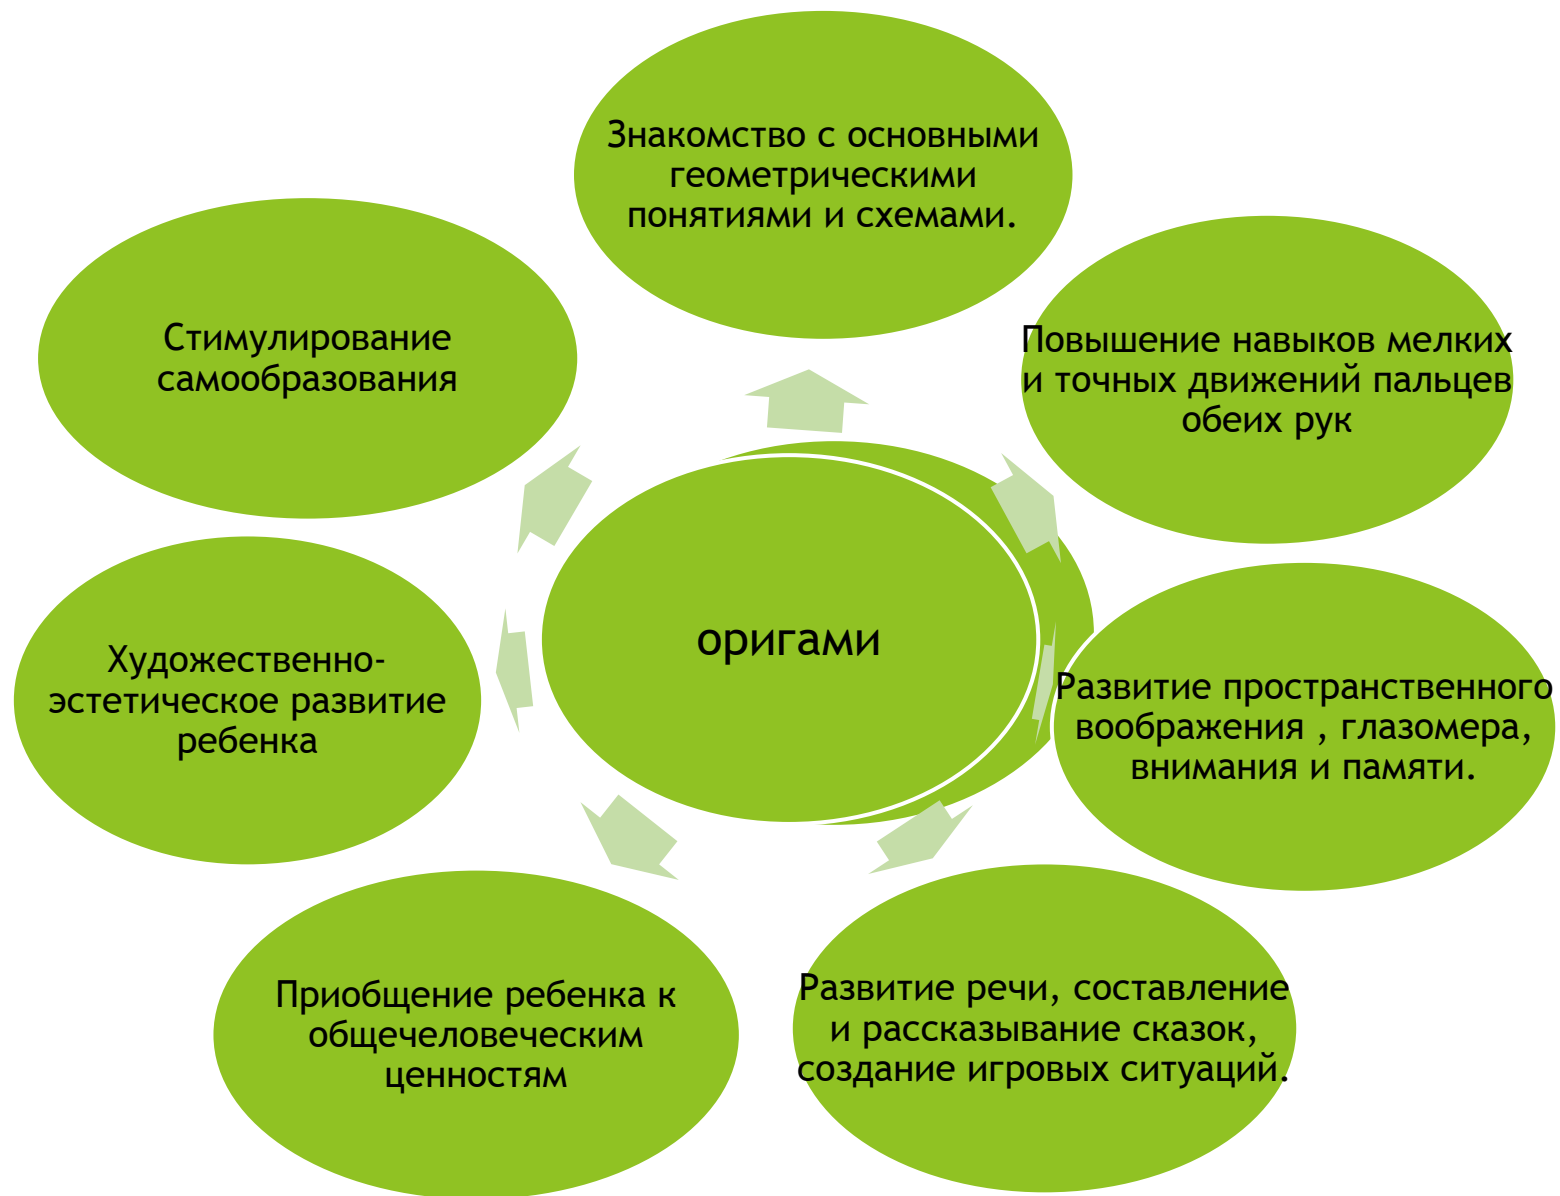 Знакомство с основными
геометрическими
понятиями и схемами.
Повышение навыков мелких
и точных движений пальцев
обеих рук
Развитие пространственного
воображения , глазомера,
внимания и памяти.
Развитие речи, составление
и рассказывание сказок,
создание игровых ситуаций.
Приобщение ребенка к
общечеловеческим
ценностям
Художественно-
эстетическое развитие
ребенка
Стимулирование
самообразования
оригами